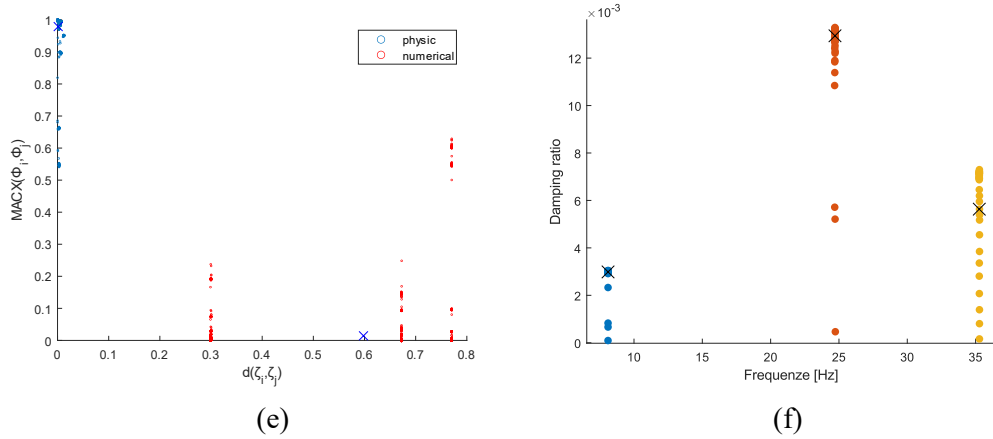 1
0.9
0.8
0.7
0.6
0.5
0.4
0.3
0.2
0.1
0
MACX(Φi,Φj)
physic
numerical
0 0.1 0.2 0.3 0.4 0.5 0.6 0.7 0.8
d(ζi,ζj)
(e)
×10-3
12
10
8
6
4
2
0
Damping ratio
10 15 20 25 30 35
Frequenze [Hz]
(f)